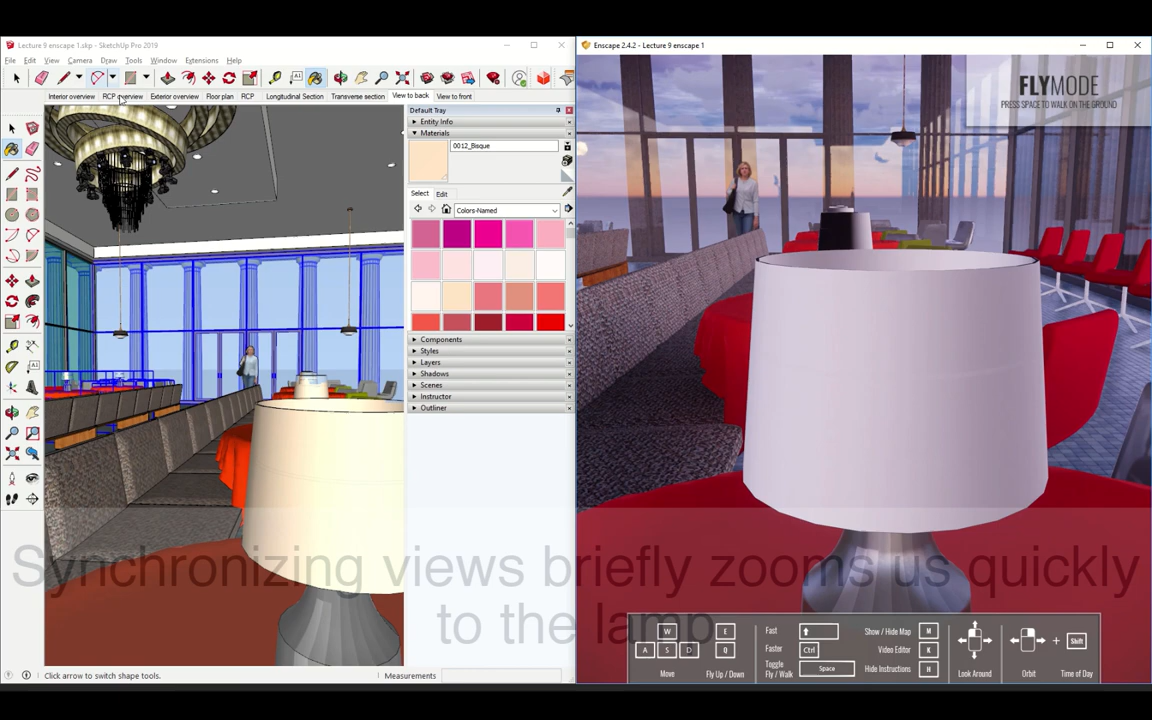 Lecture 9 enscape 1.skp - SketchUp Pro 2019
File Edit View Camera Draw Tools Window Extensions Help
Interior overview RCP overview Exterior overview Floor plan RCP Longitudinal Section Transverse section View to back View to front
Default Tray
Entity Info
Materials
0012_Bisque
Select Edit
Colors-Named
Components
Styles
Layers
Shadows
Scenes
Instructor
Outliner
Click arrow to switch shape tools.
Measurements
Enscape 2.4.2 - Lecture 9 enscape 1
FLYMODE
PRESS SPACE TO WALK ON THE GROUND
Synchronizing views briefly zooms us quickly
to the lamp
W
A S D
Move
E
Q
Fly Up / Down
Fast
Faster Ctrl
Toggle
Fly / Walk
Space
Show / Hide Map M
Video Editor K
Hide Instructions H
Look Around
Orbit
+ Shift
Time of Day